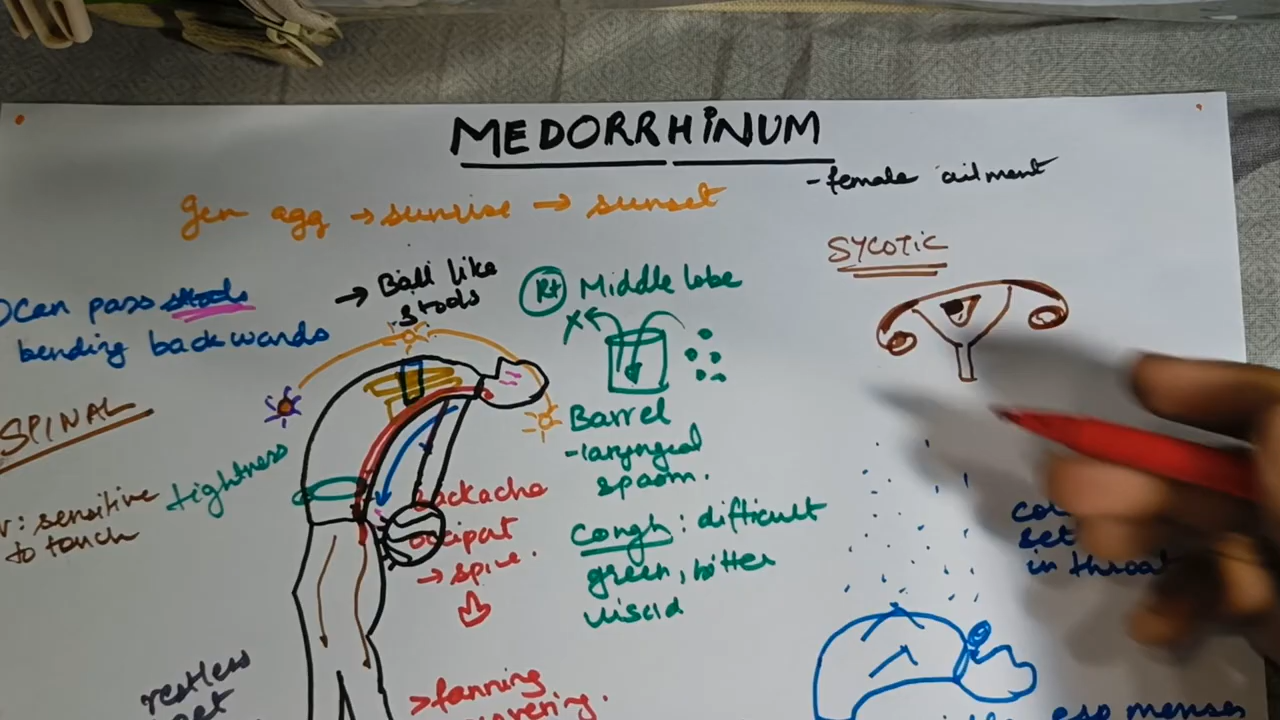 MEDORRHINUM
- female ailment
gen agg → sunrise → sunset
SYCOTIC
Can pass stools
bending backwards
→ Ball like
stools
Rt Middle lobe
X
Barrel
- laryngeal
spasm.
SPINAL
tightness
: sensitive
to touch
backache
occiput
→ spine.
Cough : difficult
green, bitter
viscid
set
in throat
restless
>fanning
menses